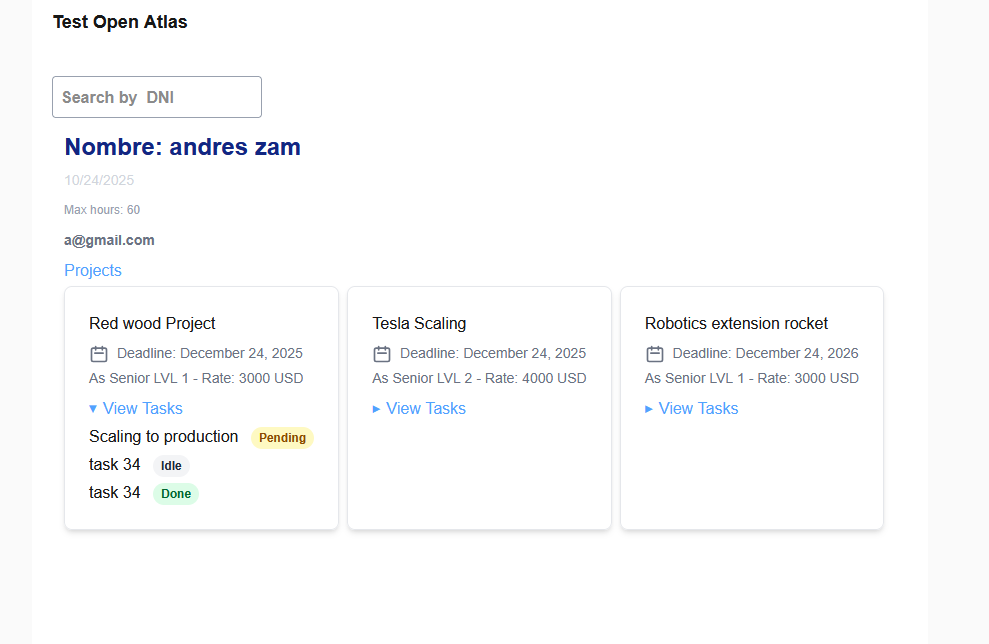 Test Open Atlas
Search by DNI
Nombre: andres zam
10/24/2025
Max hours: 60
a@gmail.com
Projects
Red wood Project
Deadline: December 24, 2025
As Senior LVL 1 - Rate: 3000 USD
▾ View Tasks
Scaling to production Pending
task 34 Idle
task 34 Done
Tesla Scaling
Deadline: December 24, 2025
As Senior LVL 2 - Rate: 4000 USD
▸ View Tasks
Robotics extension rocket
Deadline: December 24, 2026
As Senior LVL 1 - Rate: 3000 USD
▸ View Tasks